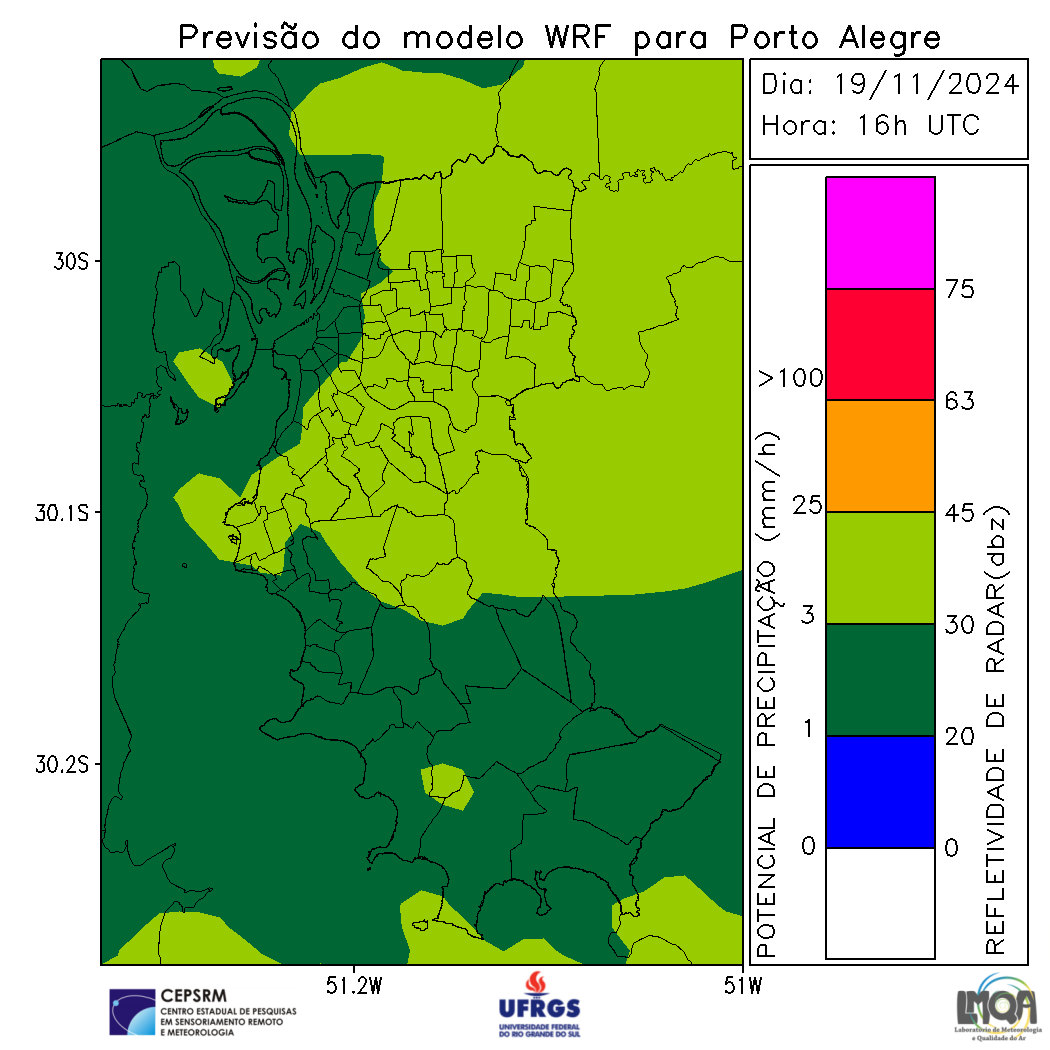 Previsão do modelo WRF para Porto Alegre
Dia: 19/11/2024
Hora: 16h UTC
30S
30.1S
30.2S
51.2W
51W
POTENCIAL DE PRECIPITAÇÃO (mm/h)
>100
25
3
1
0
75
63
45
30
20
0
REFLETIVIDADE DE RADAR(dbz)
CEPSRM
CENTRO ESTADUAL DE PESQUISAS
EM SENSORIAMENTO REMOTO
E METEOROLOGIA
UFRGS
UNIVERSIDADE FEDERAL
DO RIO GRANDE DO SUL
LMQA
Laboratório de Meteorologia
e Qualidade do Ar